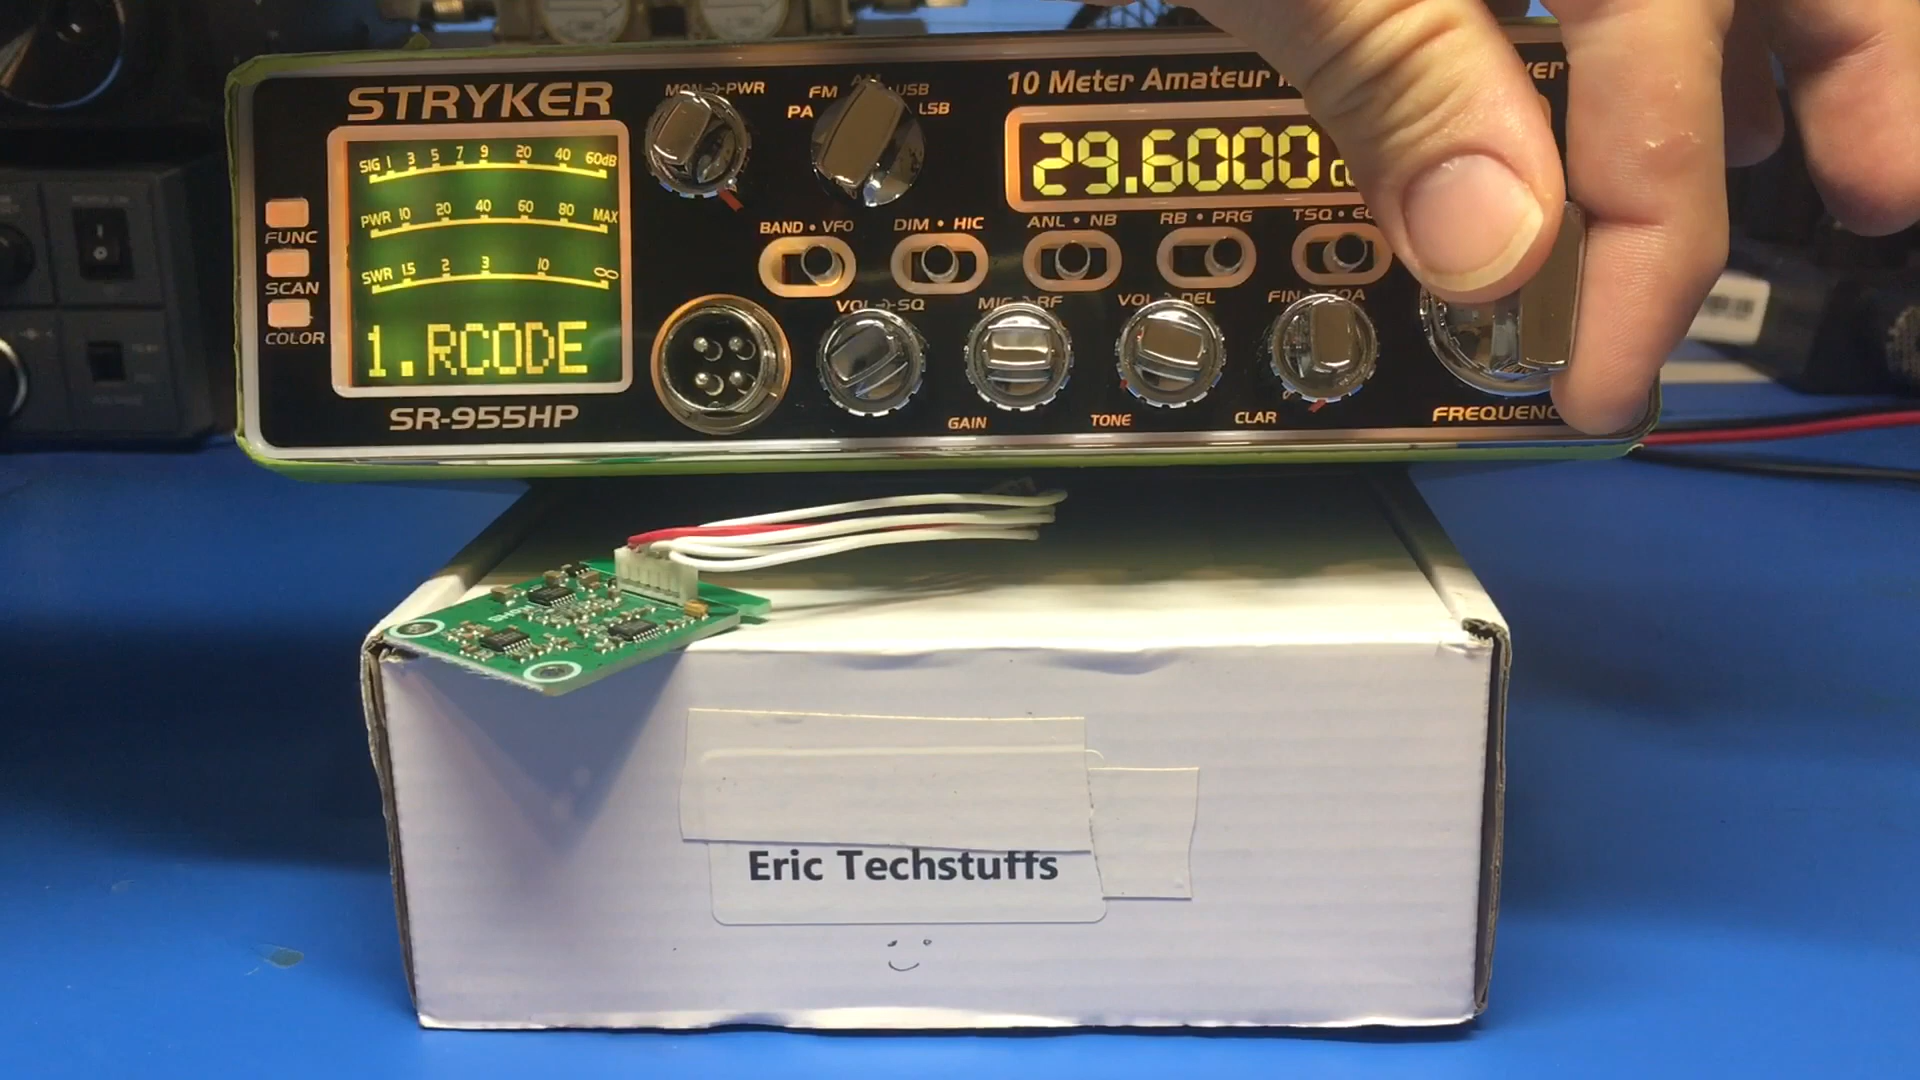 STRYKER
SIG 1 3 5 7 9 20 40 60dB
PWR 10 20 40 60 80 MAX
SWR 1.5 2 3 10 ∞
1.RCODE
SR-955HP
FUNC
SCAN
COLOR
MON PWR
PA FM AM USB LSB
10 Meter Amateur
29.6000
BAND • VFO
DIM • HIC
ANL • NB
RB • PRG
TSQ •
VOL SQ
MIC RF
VOL DEL
GAIN
TONE
CLAR
Eric Techstuffs